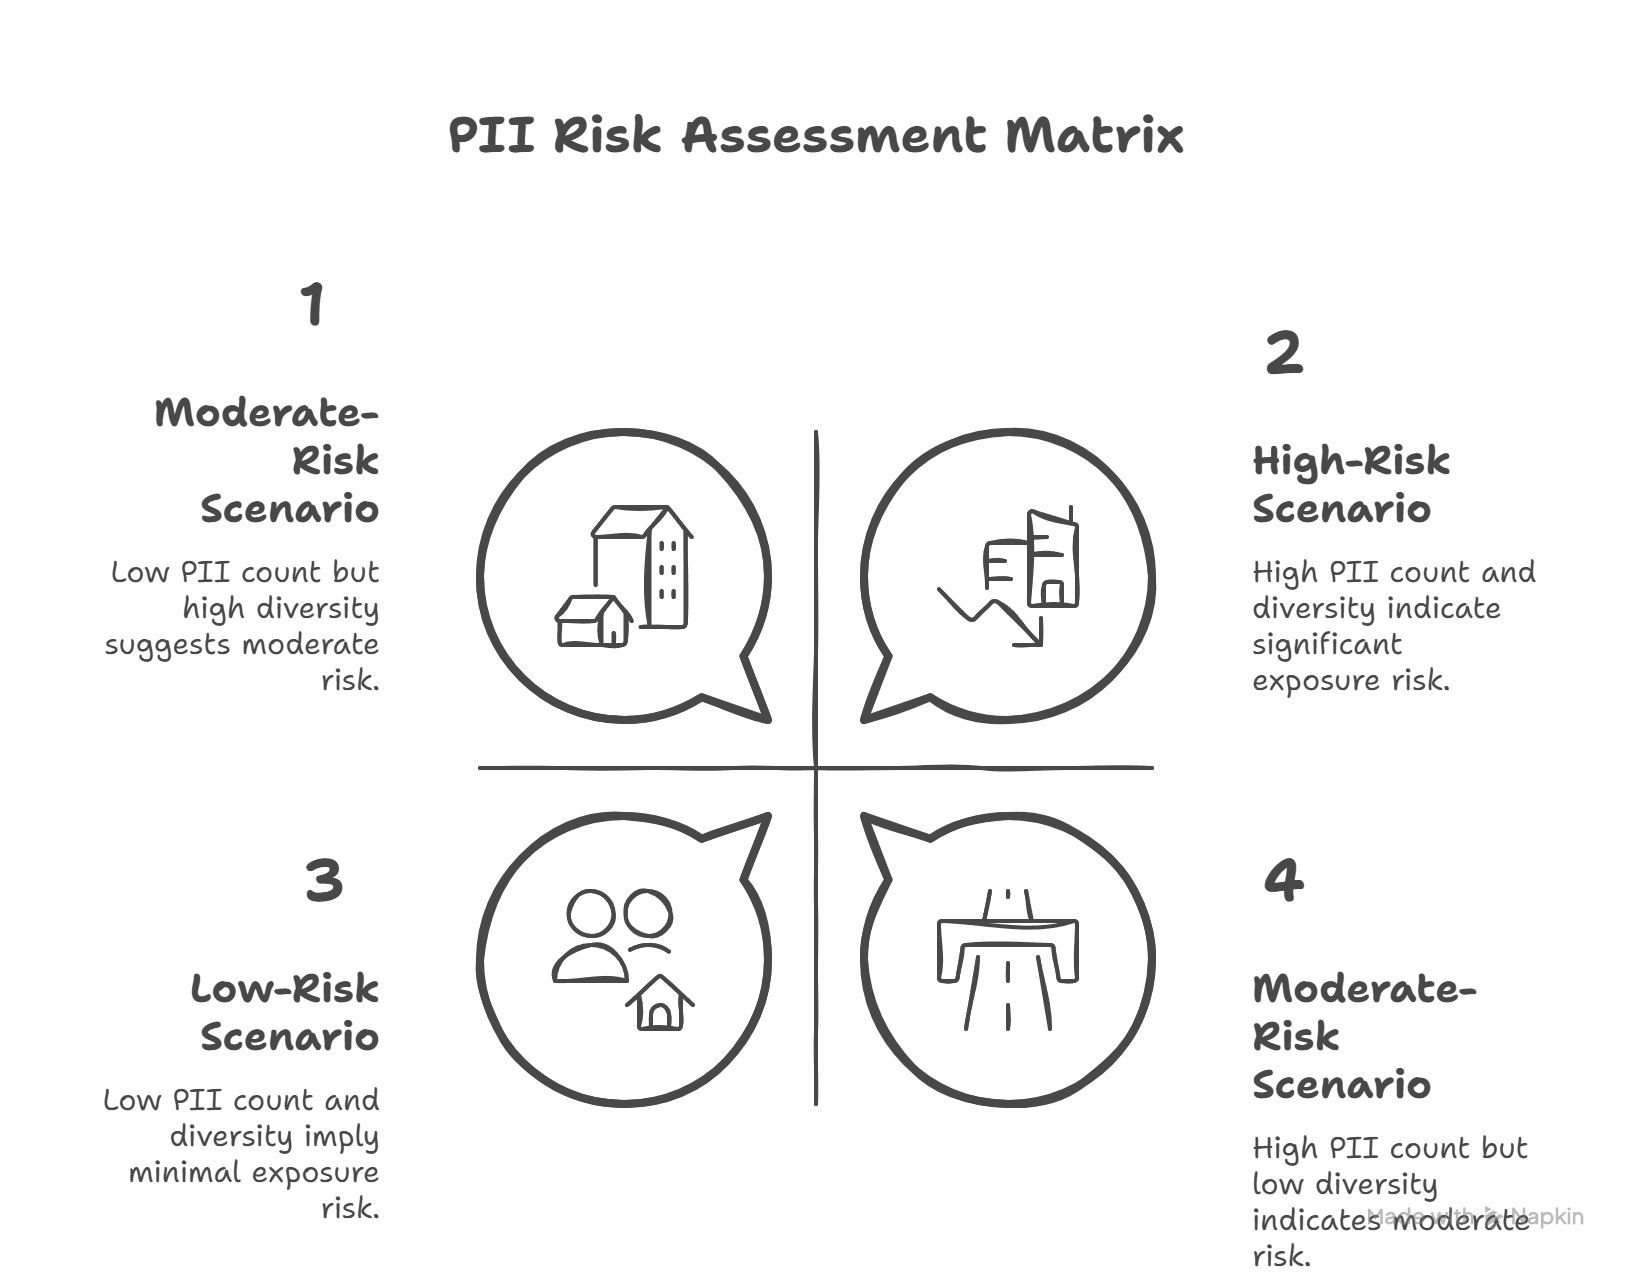 PII Risk Assessment Matrix
1
Moderate-
Risk
Scenario
Low PII count but
high diversity
suggests moderate
risk.
2
High-Risk
Scenario
High PII count and
diversity indicate
significant
exposure risk.
3
Low-Risk
Scenario
Low PII count and
diversity imply
minimal exposure
risk.
4
Moderate-
Risk
Scenario
High PII count but
low diversity
indicates moderate
risk.
Made with Napkin